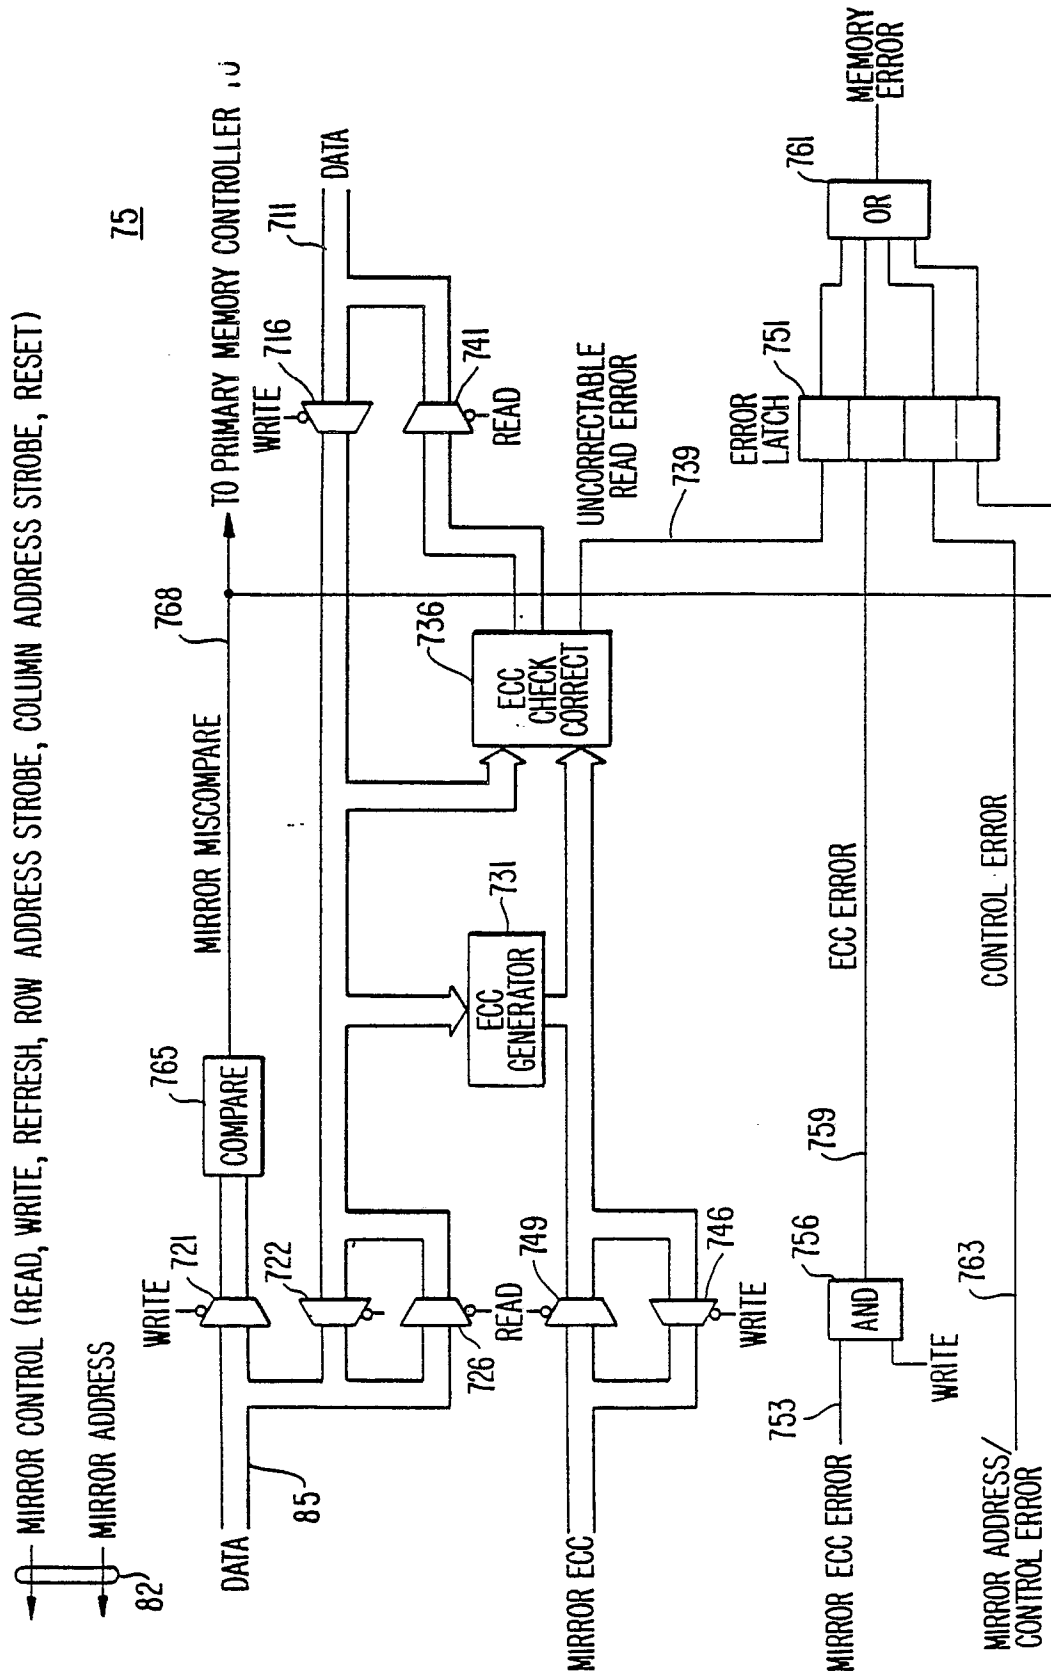 MIRROR CONTROL (READ, WRITE, REFRESH, ROW ADDRESS STROBE, COLUMN ADDRESS STROBE, RESET)
MIRROR ADDRESS
82
75
TO PRIMARY MEMORY CONTROLLER
MIRROR MISCOMPARE
768
765
COMPARE
WRITE
721
DATA
85
722
726
READ
711
DATA
716
WRITE
741
READ
736
ECC
CHECK
CORRECT
731
ECC
GENERATOR
UNCORRECTABLE
READ ERROR
739
MIRROR ECC
749
746
WRITE
ERROR
LATCH
751
761
OR
MEMORY
ERROR
MIRROR ECC ERROR
753
756
AND
WRITE
759
ECC ERROR
MIRROR ADDRESS/
CONTROL ERROR
763
CONTROL ERROR